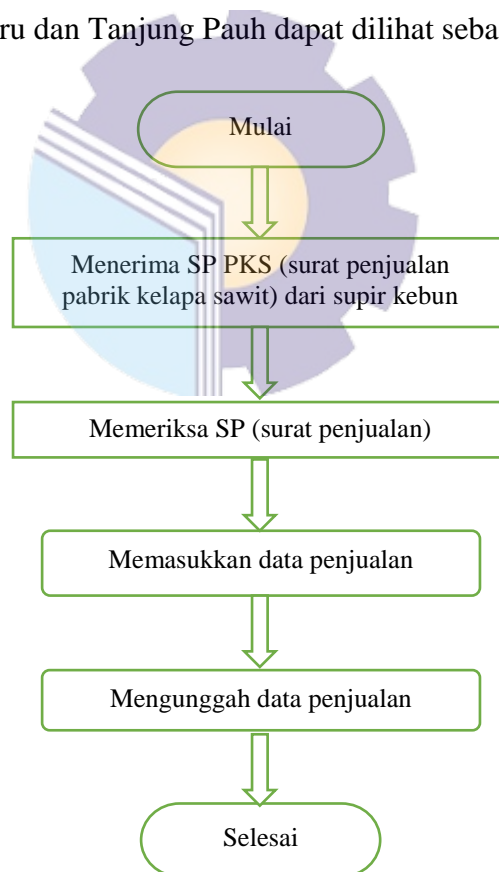 ru dan Tanjung Pauh dapat dilihat seba
Mulai
Menerima SP PKS (surat penjualan
pabrik kelapa sawit) dari supir kebun
Memeriksa SP (surat penjualan)
Memasukkan data penjualan
Mengunggah data penjualan
Selesai